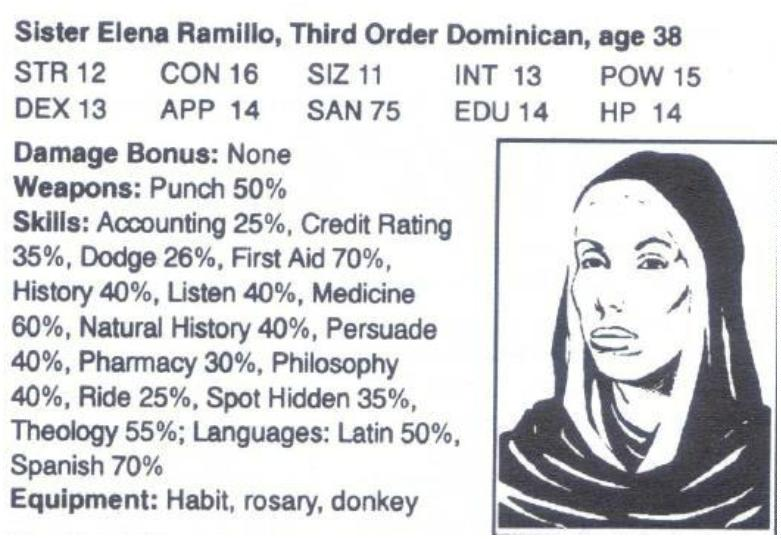 Sister Elena Ramillo, Third Order Dominican, age 38
STR 12 CON 16 SIZ 11 INT 13 POW 15
DEX 13 APP 14 SAN 75 EDU 14 HP 14
Damage Bonus: None
Weapons: Punch 50%
Skills: Accounting 25%, Credit Rating
35%, Dodge 26%, First Aid 70%,
History 40%, Listen 40%, Medicine
60%, Natural History 40%, Persuade
40%, Pharmacy 30%, Philosophy
40%, Ride 25%, Spot Hidden 35%,
Theology 55%; Languages: Latin 50%,
Spanish 70%
Equipment: Habit, rosary, donkey